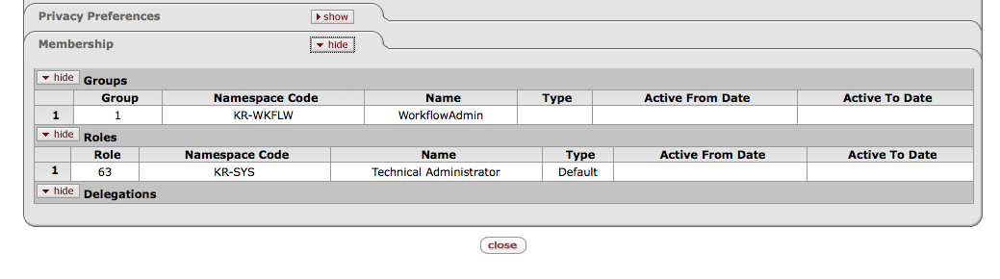 Privacy Preferences show
Membership hide
hide Groups
Group Namespace Code Name Type Active From Date Active To Date
1 1 KR-WKFLW WorkflowAdmin
hide Roles
Role Namespace Code Name Type Active From Date Active To Date
1 63 KR-SYS Technical Administrator Default
hide Delegations
close